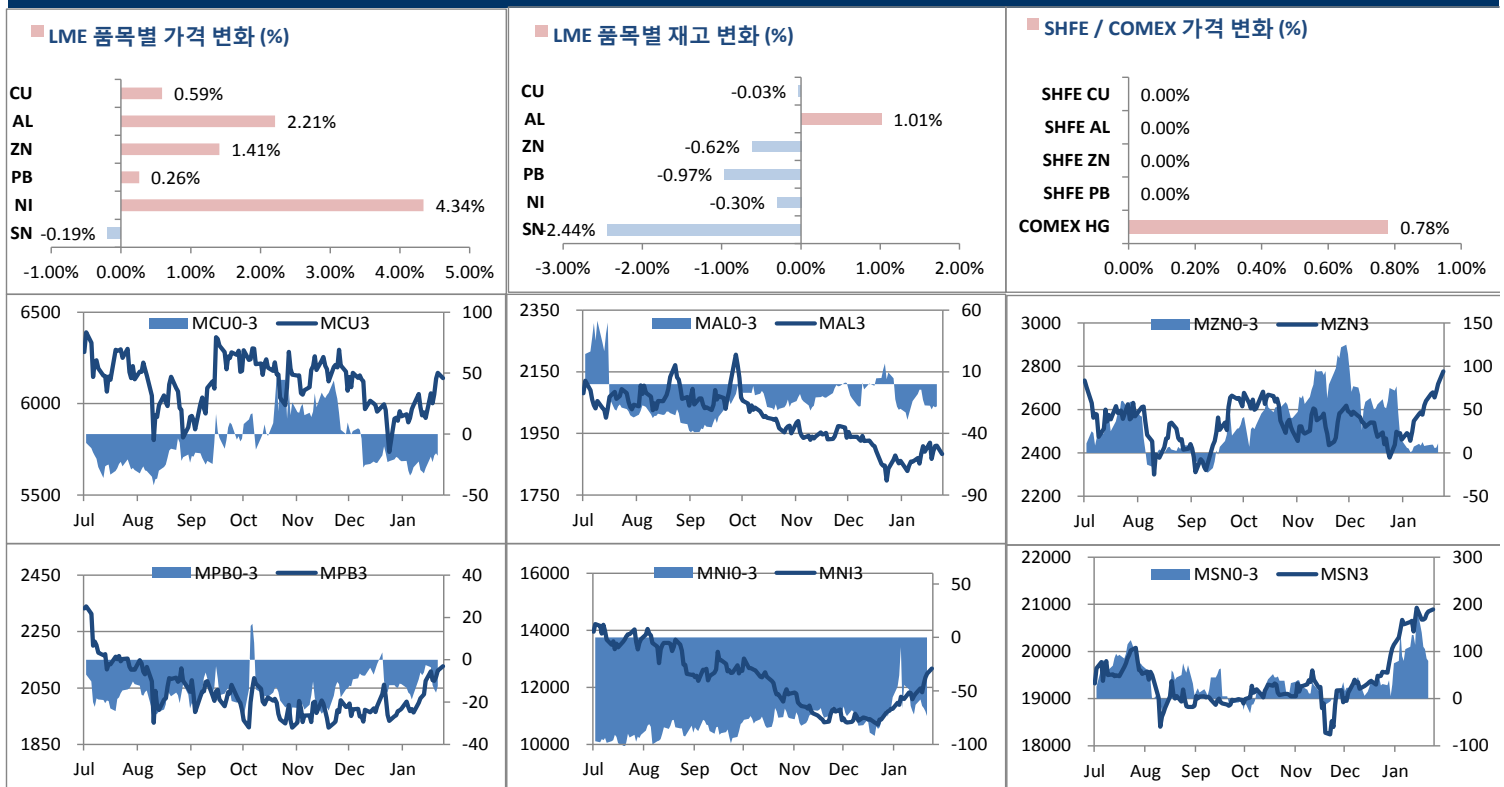 LME 품목별 가격 변화 (%)
CU 0.59%
AL 2.21%
ZN 1.41%
PB 0.26%
NI 4.34%
SN -0.19%
-1.00% 0.00% 1.00% 2.00% 3.00% 4.00% 5.00%
LME 품목별 재고 변화 (%)
CU -0.03%
AL 1.01%
ZN -0.62%
PB -0.97%
NI -0.30%
SN -2.44%
-3.00% -2.00% -1.00% 0.00% 1.00% 2.00%
SHFE / COMEX 가격 변화 (%)
SHFE CU 0.00%
SHFE AL 0.00%
SHFE ZN 0.00%
SHFE PB 0.00%
COMEX HG 0.78%
0.00% 0.20% 0.40% 0.60% 0.80% 1.00%
MCU0-3 MCU3
6500 100
50
6000 0
5500 -50
Jul Aug Sep Oct Nov Dec Jan
MAL0-3 MAL3
2350 60
2150 10
1950 -40
1750 -90
Jul Aug Sep Oct Nov Dec Jan
MZN0-3 MZN3
3000 150
2800 100
2600 50
2400 0
2200 -50
Jul Aug Sep Oct Nov Dec Jan
MPB0-3 MPB3
2450 40
20
2250 0
2050 -20
1850 -40
Jul Aug Sep Oct Nov Dec Jan
MNI0-3 MNI3
16000 50
14000 0
12000 -50
10000 -100
Jul Aug Sep Oct Nov Dec Jan
MSN0-3 MSN3
22000 300
21000 200
20000 100
19000 0
18000 -100
Jul Aug Sep Oct Nov Dec Jan